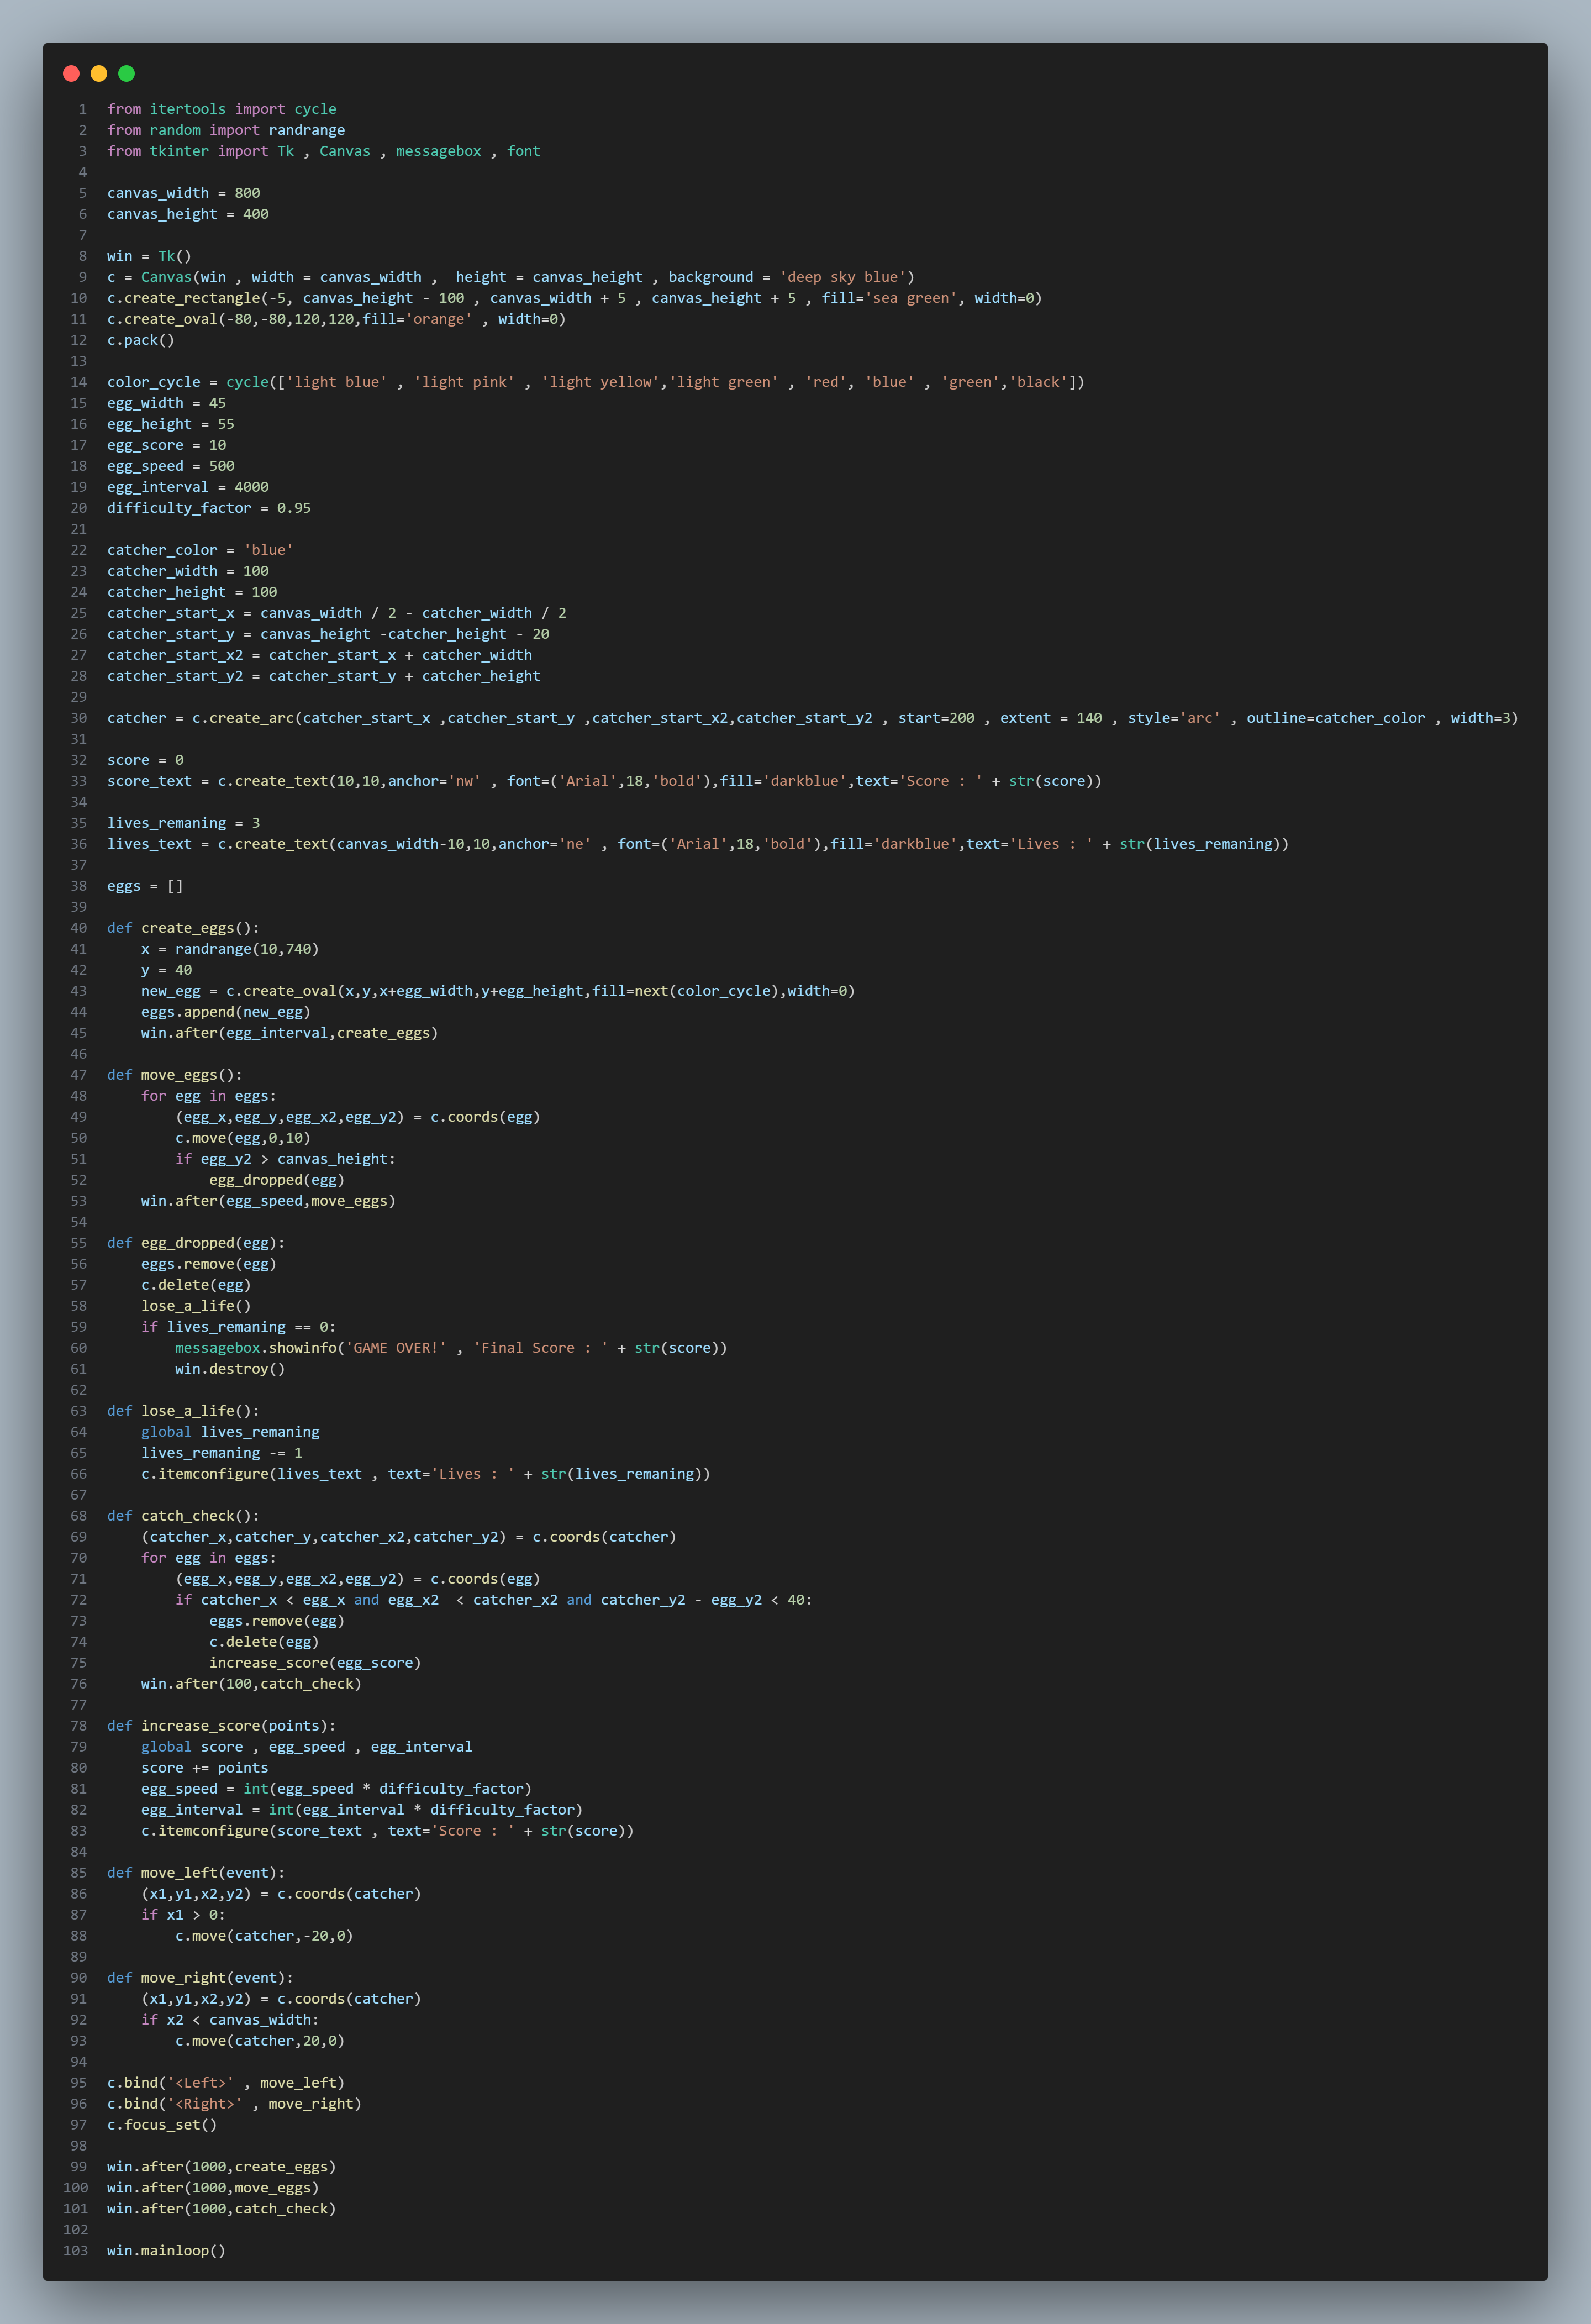 1 from itertools import cycle
2 from random import randrange
3 from tkinter import Tk , Canvas , messagebox , font
4
5 canvas_width = 800
6 canvas_height = 400
7
8 win = Tk()
9 c = Canvas(win , width = canvas_width ,  height = canvas_height , background = 'deep sky blue')
10 c.create_rectangle(-5, canvas_height - 100 , canvas_width + 5 , canvas_height + 5 , fill='sea green', width=0)
11 c.create_oval(-80,-80,120,120,fill='orange' , width=0)
12 c.pack()
13
14 color_cycle = cycle(['light blue' , 'light pink' , 'light yellow','light green' , 'red', 'blue' , 'green','black'])
15 egg_width = 45
16 egg_height = 55
17 egg_score = 10
18 egg_speed = 500
19 egg_interval = 4000
20 difficulty_factor = 0.95
21
22 catcher_color = 'blue'
23 catcher_width = 100
24 catcher_height = 100
25 catcher_start_x = canvas_width / 2 - catcher_width / 2
26 catcher_start_y = canvas_height -catcher_height - 20
27 catcher_start_x2 = catcher_start_x + catcher_width
28 catcher_start_y2 = catcher_start_y + catcher_height
29
30 catcher = c.create_arc(catcher_start_x ,catcher_start_y ,catcher_start_x2,catcher_start_y2 , start=200 , extent = 140 , style='arc' , outline=catcher_color , width=3)
31
32 score = 0
33 score_text = c.create_text(10,10,anchor='nw' , font=('Arial',18,'bold'),fill='darkblue',text='Score : ' + str(score))
34
35 lives_remaning = 3
36 lives_text = c.create_text(canvas_width-10,10,anchor='ne' , font=('Arial',18,'bold'),fill='darkblue',text='Lives : ' + str(lives_remaning))
37
38 eggs = []
39
40 def create_eggs():
41     x = randrange(10,740)
42     y = 40
43     new_egg = c.create_oval(x,y,x+egg_width,y+egg_height,fill=next(color_cycle),width=0)
44     eggs.append(new_egg)
45     win.after(egg_interval,create_eggs)
46
47 def move_eggs():
48     for egg in eggs:
49         (egg_x,egg_y,egg_x2,egg_y2) = c.coords(egg)
50         c.move(egg,0,10)
51         if egg_y2 > canvas_height:
52             egg_dropped(egg)
53     win.after(egg_speed,move_eggs)
54
55 def egg_dropped(egg):
56     eggs.remove(egg)
57     c.delete(egg)
58     lose_a_life()
59     if lives_remaning == 0:
60         messagebox.showinfo('GAME OVER!' , 'Final Score : ' + str(score))
61         win.destroy()
62
63 def lose_a_life():
64     global lives_remaning
65     lives_remaning -= 1
66     c.itemconfigure(lives_text , text='Lives : ' + str(lives_remaning))
67
68 def catch_check():
69     (catcher_x,catcher_y,catcher_x2,catcher_y2) = c.coords(catcher)
70     for egg in eggs:
71         (egg_x,egg_y,egg_x2,egg_y2) = c.coords(egg)
72         if catcher_x < egg_x and egg_x2  < catcher_x2 and catcher_y2 - egg_y2 < 40:
73             eggs.remove(egg)
74             c.delete(egg)
75             increase_score(egg_score)
76     win.after(100,catch_check)
77
78 def increase_score(points):
79     global score , egg_speed , egg_interval
80     score += points
81     egg_speed = int(egg_speed * difficulty_factor)
82     egg_interval = int(egg_interval * difficulty_factor)
83     c.itemconfigure(score_text , text='Score : ' + str(score))
84
85 def move_left(event):
86     (x1,y1,x2,y2) = c.coords(catcher)
87     if x1 > 0:
88         c.move(catcher,-20,0)
89
90 def move_right(event):
91     (x1,y1,x2,y2) = c.coords(catcher)
92     if x2 < canvas_width:
93         c.move(catcher,20,0)
94
95 c.bind('<Left>' , move_left)
96 c.bind('<Right>' , move_right)
97 c.focus_set()
98
99 win.after(1000,create_eggs)
100 win.after(1000,move_eggs)
101 win.after(1000,catch_check)
102
103 win.mainloop()